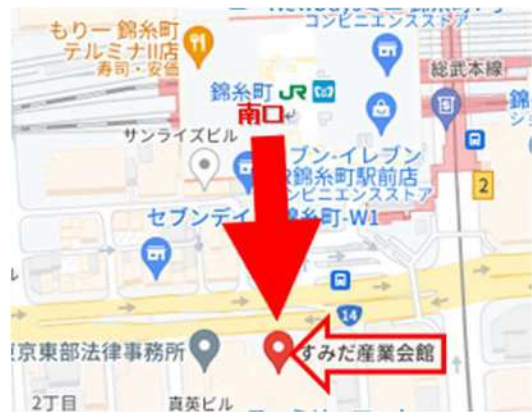 コンビニエンスストア
もりー 錦糸町
テルミナII店
寿司・安価
錦糸町 JR
南口
総武本線
錦
サンライズビル
ブン-イレブン
錦糸町駅前店
ンビニエンスストア
2
セブンデイ
錦糸町-W1
14
京東部法律事務所
すみだ産業会館
2丁目
真英ビル